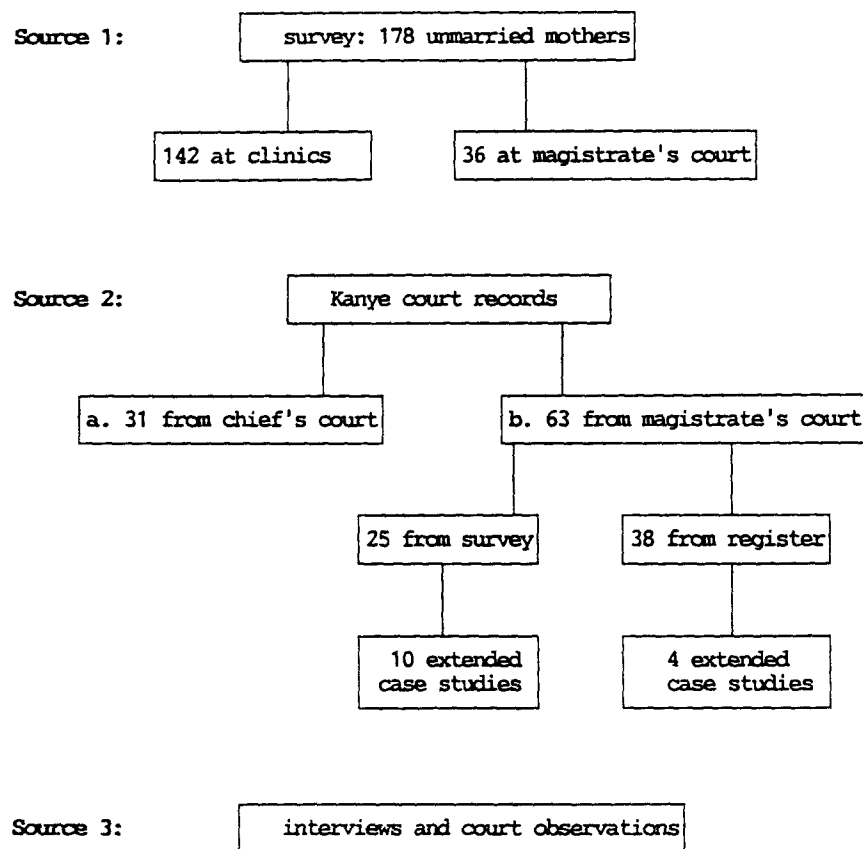 Source 1: survey: 178 unmarried mothers
142 at clinics 36 at magistrate's court
Source 2: Kanye court records
a. 31 from chief's court b. 63 from magistrate's court
25 from survey 38 from register
10 extended case studies
4 extended case studies
Source 3: interviews and court observations